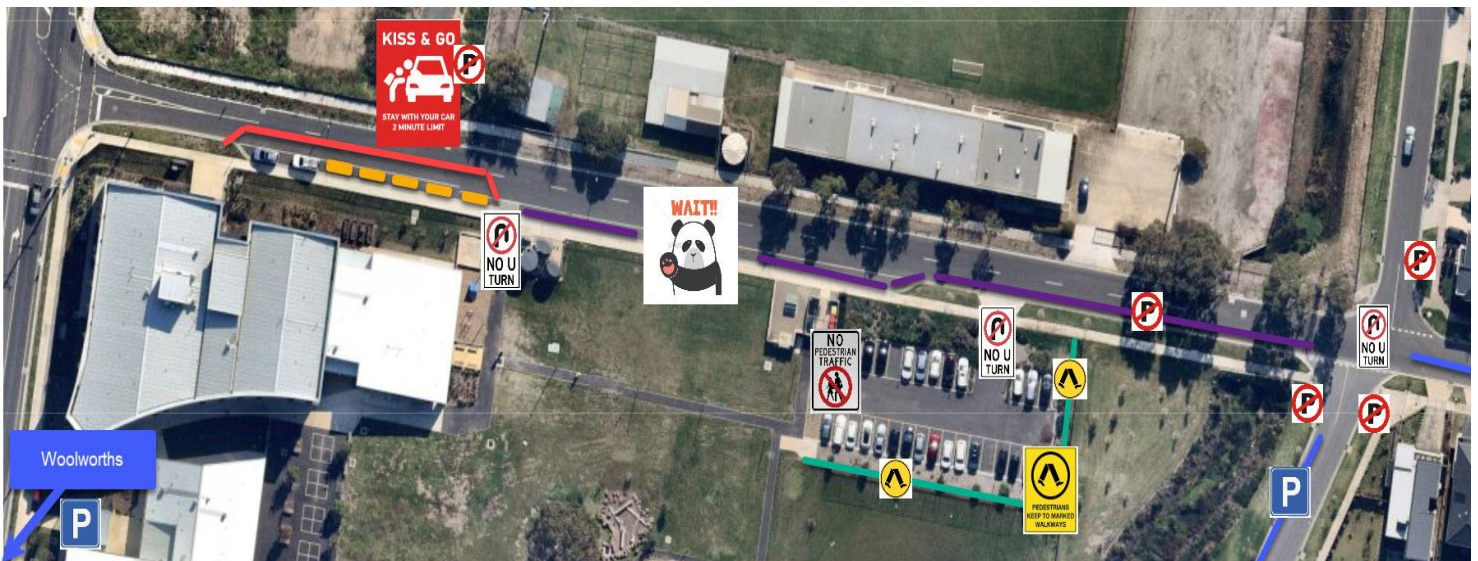 KISS & GO
P
STAY WITH YOUR CAR
2 MINUTE LIMIT
WAIT!!
NO U
TURN
P
P
NO U
TURN
NO U
TURN
NO
PEDESTRIAN
TRAFFIC
P
P
Woolworths
P
P
PEDESTRIANS
KEEP TO MARKED
WALKWAYS